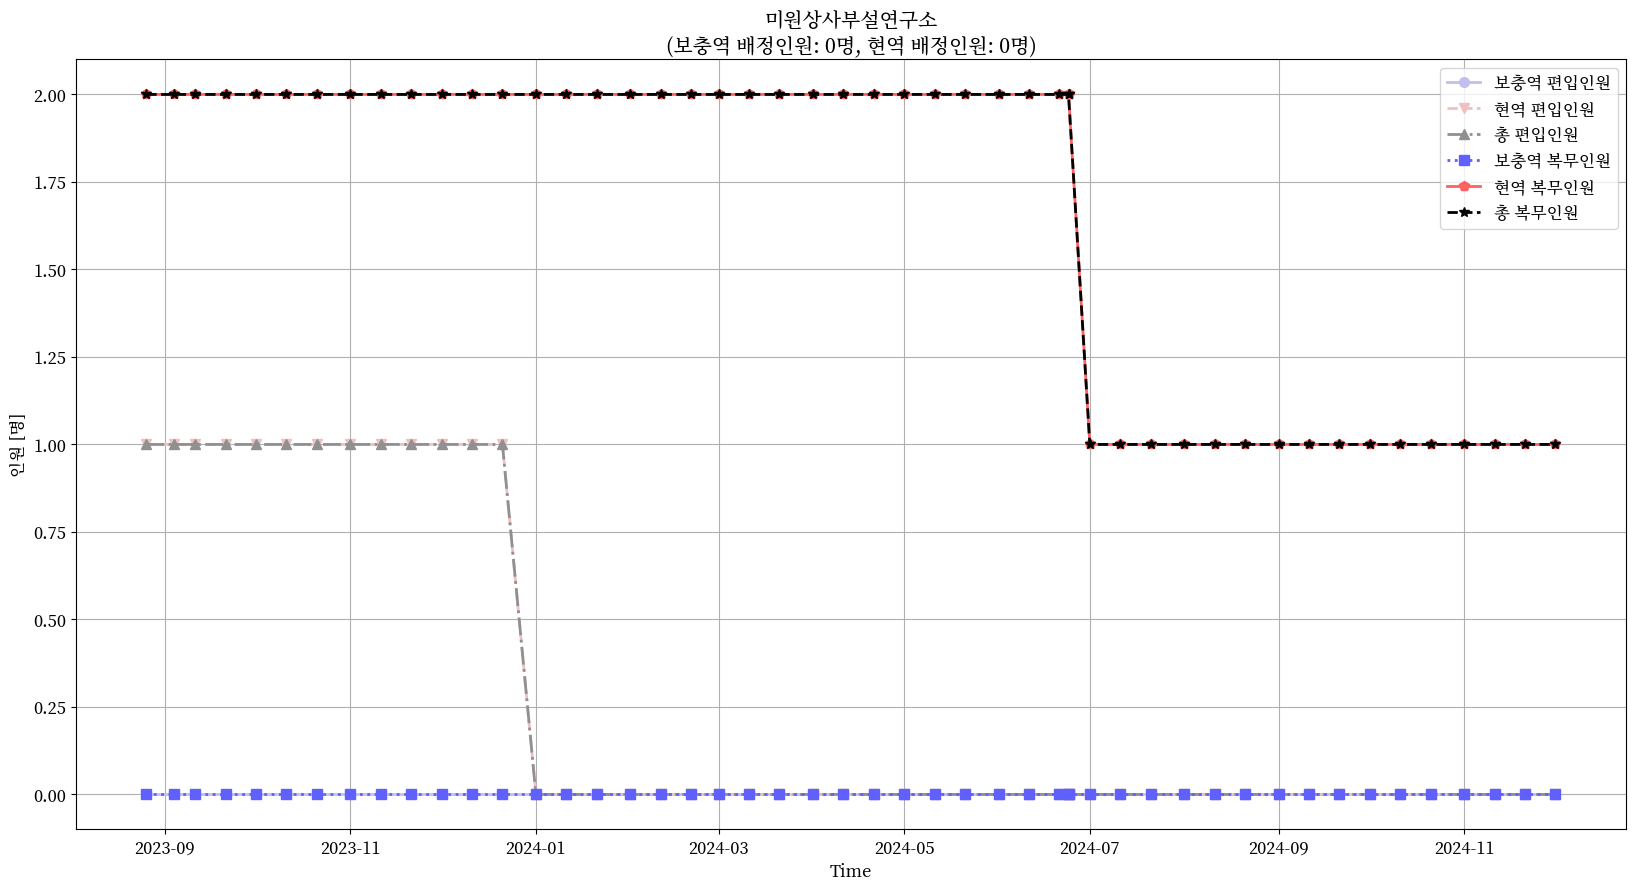 미원상사부설연구소
(보충역 배정인원: 0명, 현역 배정인원: 0명)
보충역 편입인원
현역 편입인원
총 편입인원
보충역 복무인원
현역 복무인원
총 복무인원
인원 [명]
2.00
1.75
1.50
1.25
1.00
0.75
0.50
0.25
0.00
2023-09
2023-11
2024-01
2024-03
2024-05
2024-07
2024-09
2024-11
Time